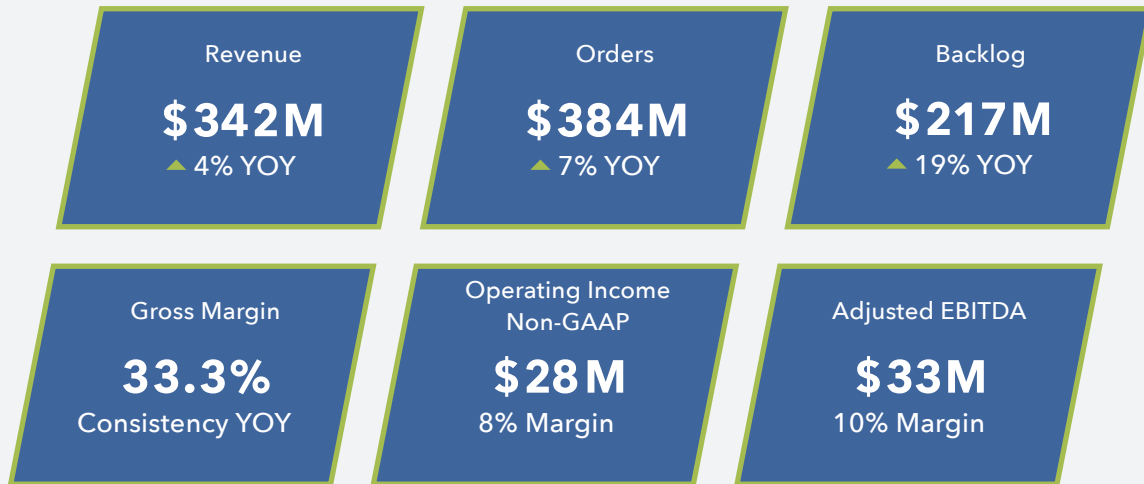 Revenue
$342M
4% YOY
Orders
$384M
7% YOY
Backlog
$217M
19% YOY
Gross Margin
33.3%
Consistency YOY
Operating Income
Non-GAAP
$28M
8% Margin
Adjusted EBITDA
$33M
10% Margin